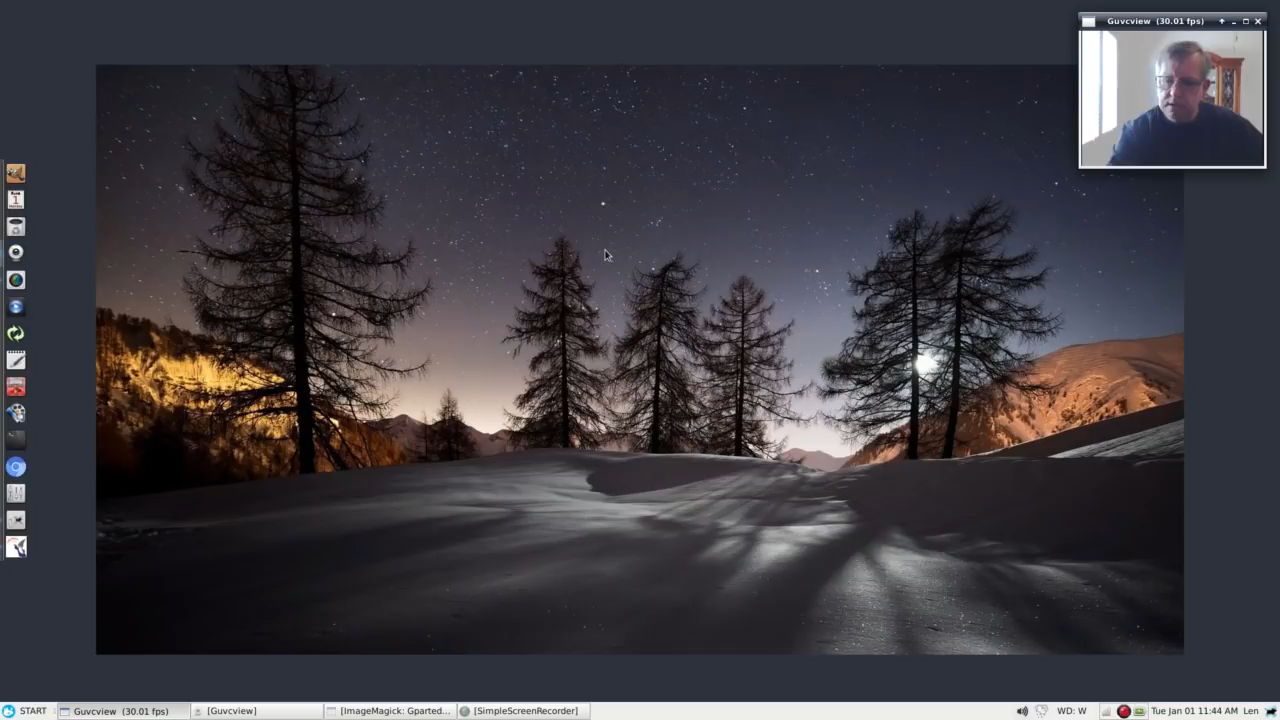 Guvcview (30.01 fps)
1
START
Guvcview (30.01 fps)
[Guvcview]
[ImageMagick: Gparted...
[SimpleScreenRecorder]
WD: W
Tue Jan 01 11:44 AM
Len